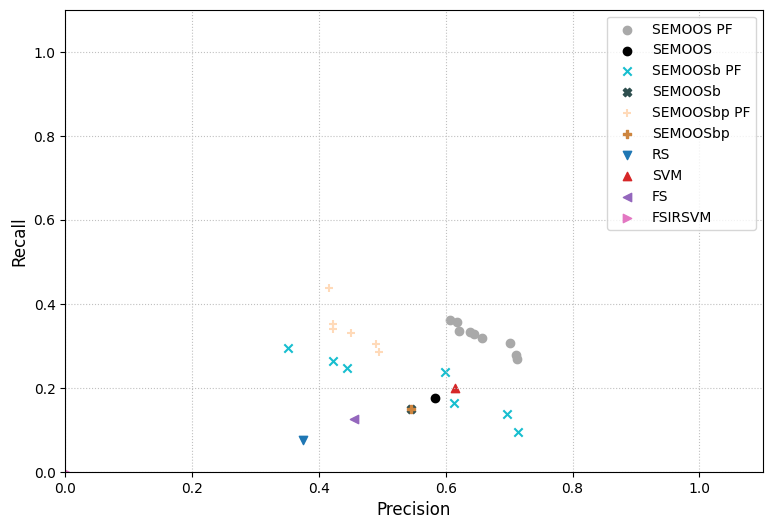 SEMOOS PF
SEMOOS
SEMOOSb PF
SEMOOSb
SEMOOSbp PF
SEMOOSbp
RS
SVM
FS
FSIRSVM
1.0
0.8
0.6
0.4
0.2
0.0
Recall
0.0 0.2 0.4 0.6 0.8 1.0
Precision